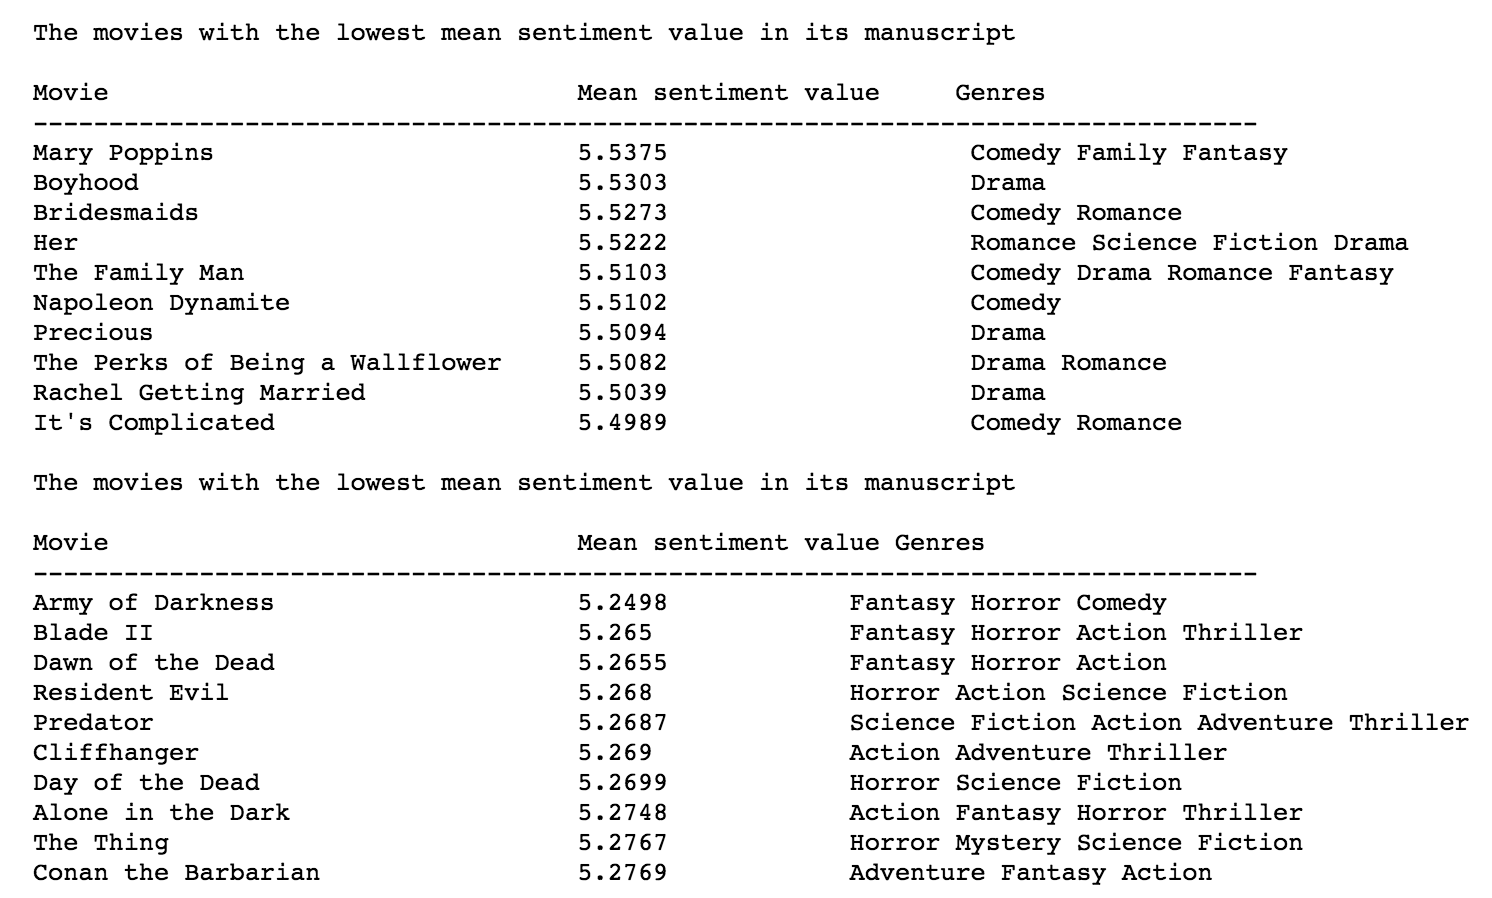 The movies with the lowest mean sentiment value in its manuscript
Movie Mean sentiment value Genres
---------------------------------------------------------------------------------
Mary Poppins 5.5375 Comedy Family Fantasy
Boyhood 5.5303 Drama
Bridesmaids 5.5273 Comedy Romance
Her 5.5222 Romance Science Fiction Drama
The Family Man 5.5103 Comedy Drama Romance Fantasy
Napoleon Dynamite 5.5102 Comedy
Precious 5.5094 Drama
The Perks of Being a Wallflower 5.5082 Drama Romance
Rachel Getting Married 5.5039 Drama
It's Complicated 5.4989 Comedy Romance
The movies with the lowest mean sentiment value in its manuscript
Movie Mean sentiment value Genres
---------------------------------------------------------------------------------
Army of Darkness 5.2498 Fantasy Horror Comedy
Blade II 5.265 Fantasy Horror Action Thriller
Dawn of the Dead 5.2655 Fantasy Horror Action
Resident Evil 5.268 Horror Action Science Fiction
Predator 5.2687 Science Fiction Action Adventure Thriller
Cliffhanger 5.269 Action Adventure Thriller
Day of the Dead 5.2699 Horror Science Fiction
Alone in the Dark 5.2748 Action Fantasy Horror Thriller
The Thing 5.2767 Horror Mystery Science Fiction
Conan the Barbarian 5.2769 Adventure Fantasy Action